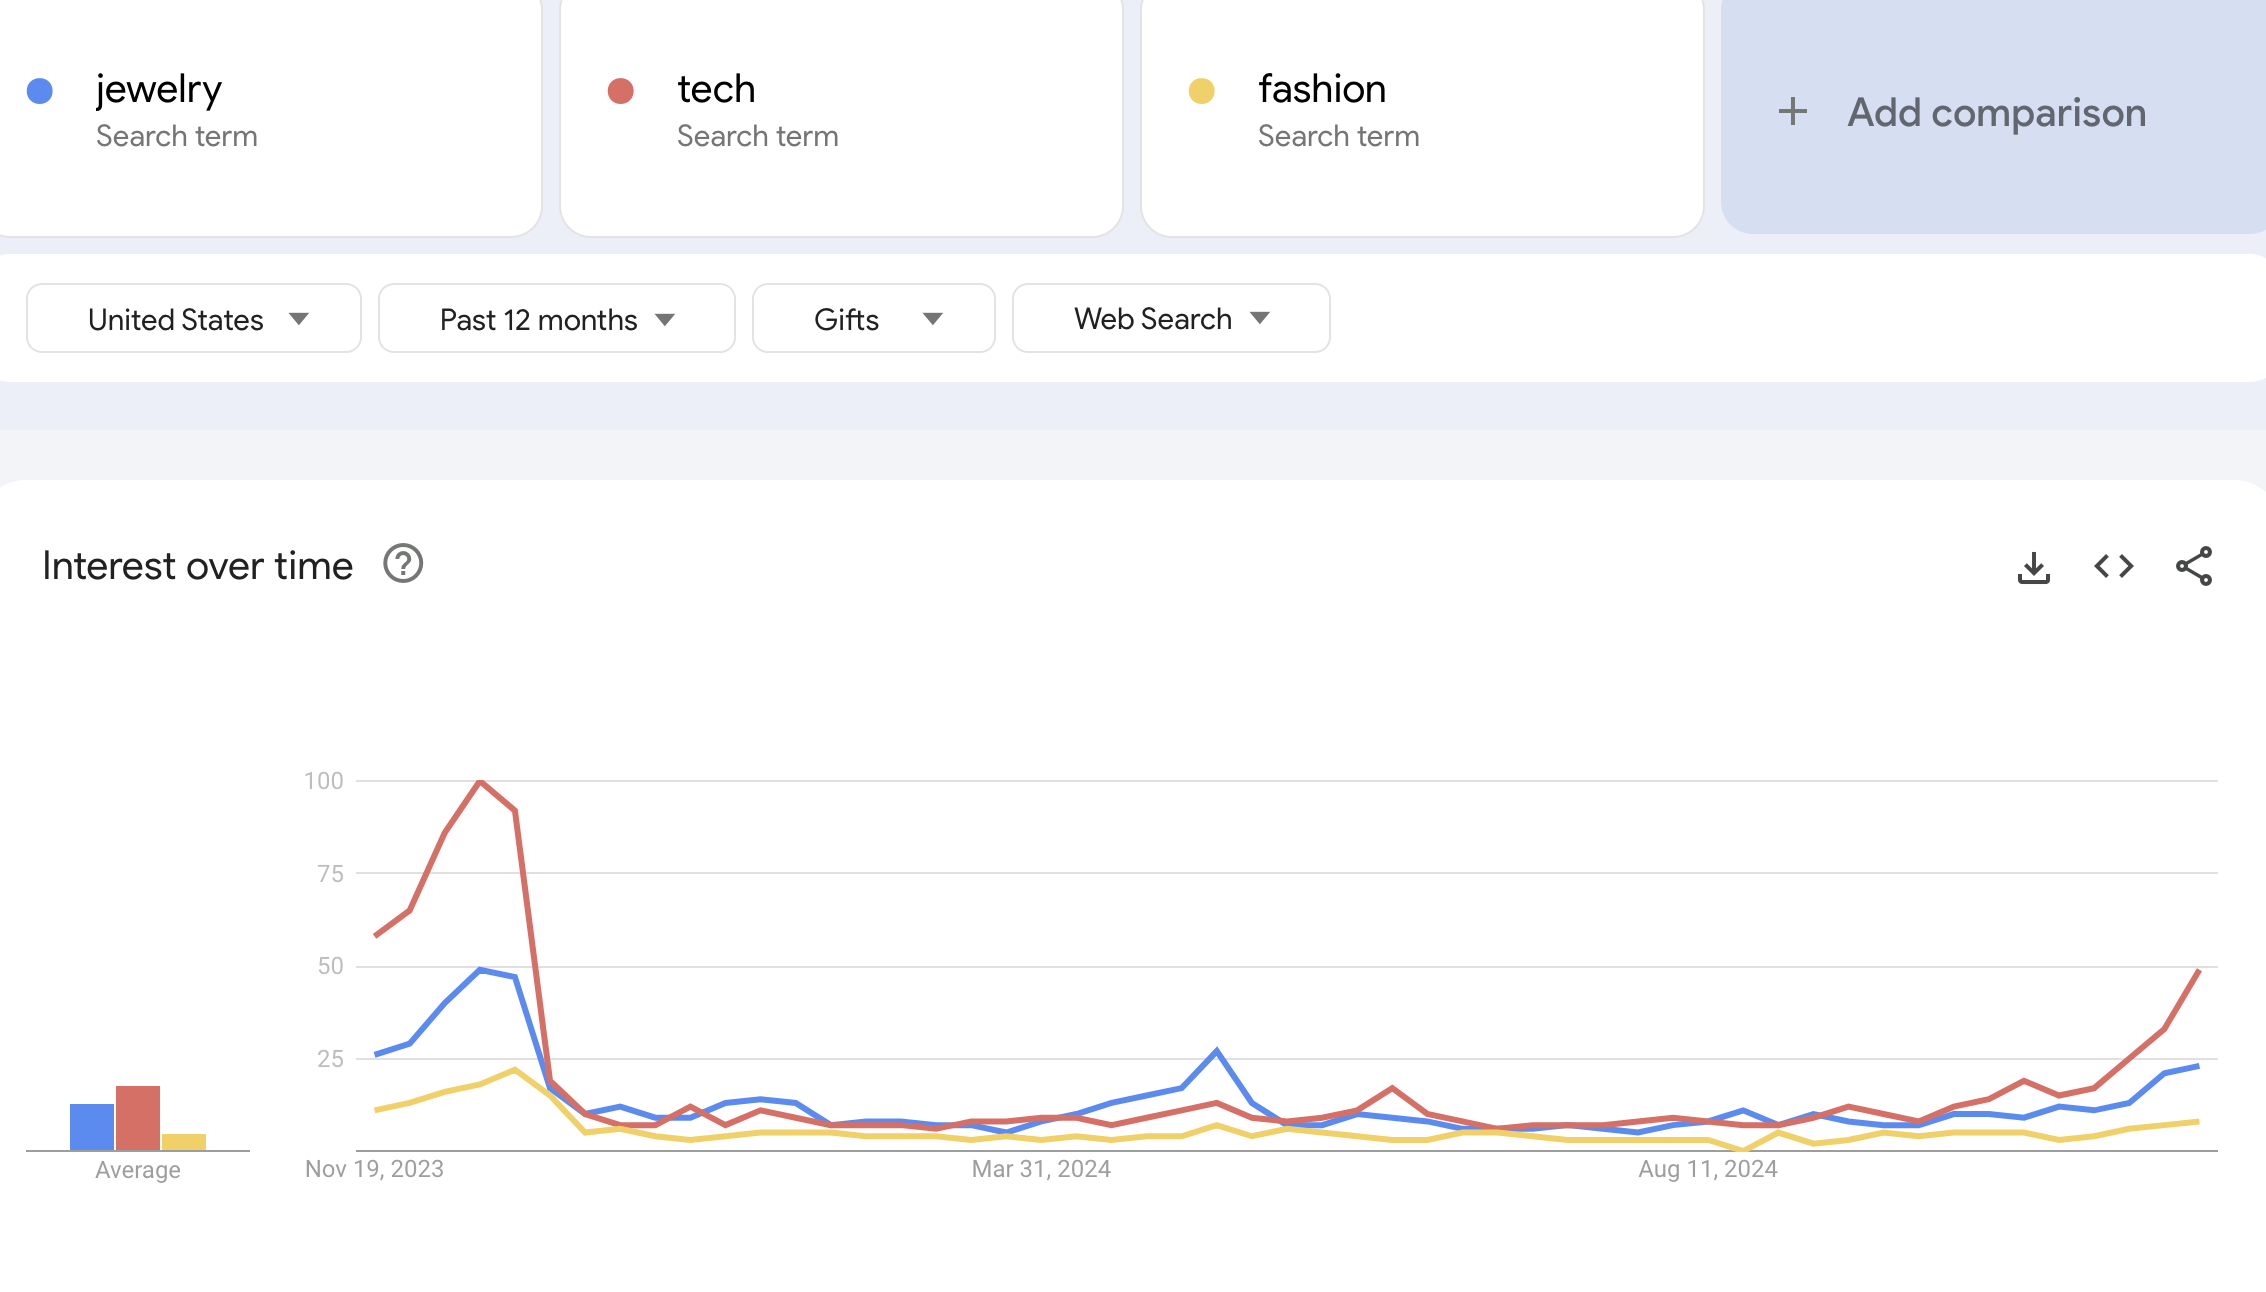 jewelry
Search term
tech
Search term
fashion
Search term
+ Add comparison
United States
Past 12 months
Gifts
Web Search
Interest over time
?
100
75
50
25
Average
Nov 19, 2023
Mar 31, 2024
Aug 11, 2024